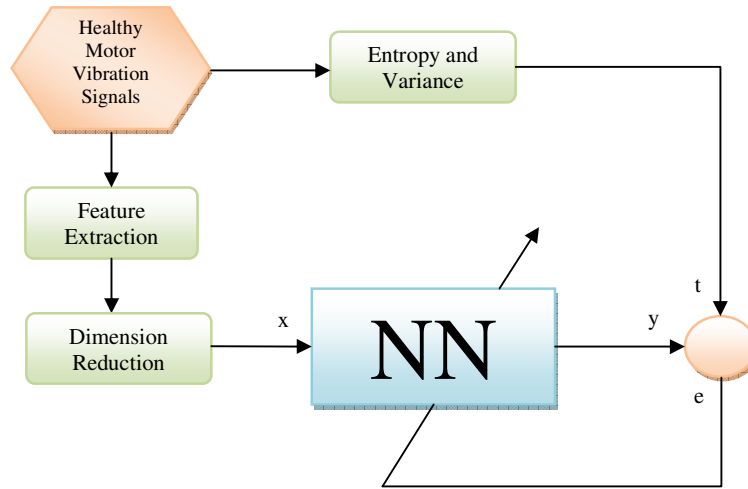 Healthy
Motor
Vibration
Signals
Entropy and
Variance
Feature
Extraction
t
x
y
Dimension
Reduction
NN
e